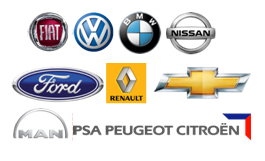 FIAT
BMW
NISSAN
Ford
RENAULT
MAN
PSA PEUGEOT CITROËN